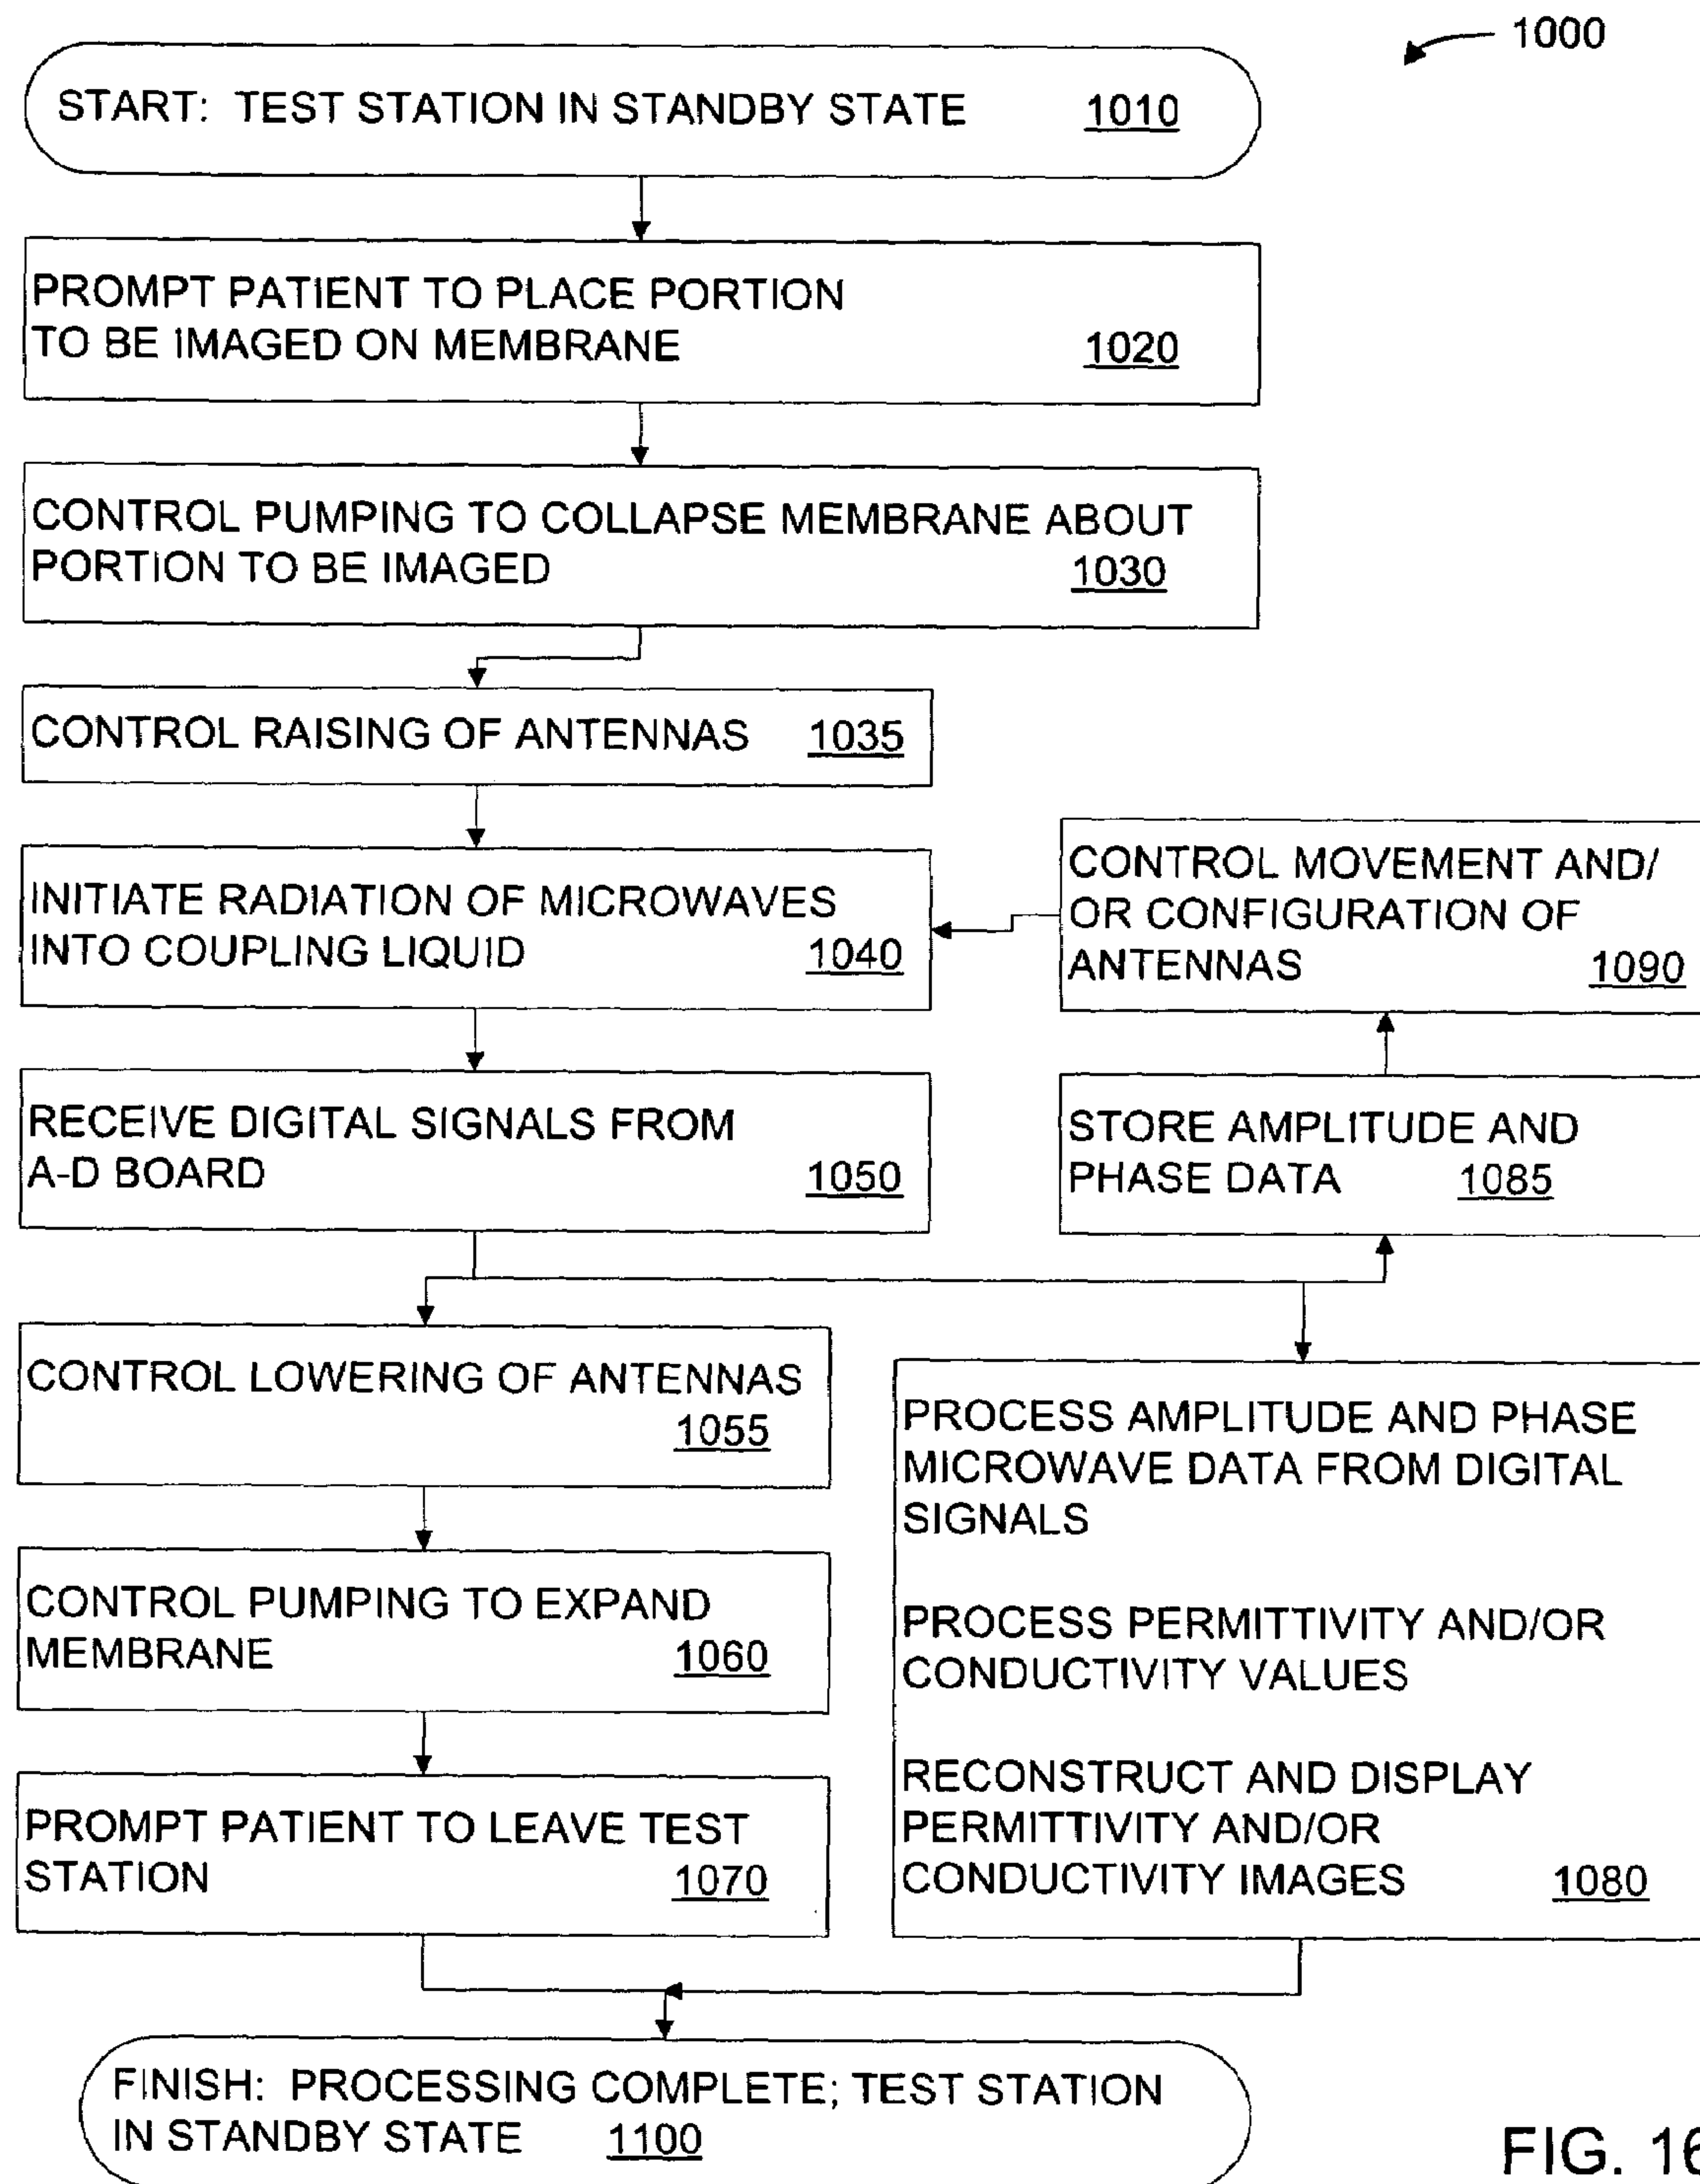 1000
START: TEST STATION IN STANDBY STATE 1010
PROMPT PATIENT TO PLACE PORTION
TO BE IMAGED ON MEMBRANE 1020
CONTROL PUMPING TO COLLAPSE MEMBRANE ABOUT
PORTION TO BE IMAGED 1030
CONTROL RAISING OF ANTENNAS 1035
INITIATE RADIATION OF MICROWAVES
INTO COUPLING LIQUID 1040
CONTROL MOVEMENT AND/
OR CONFIGURATION OF
ANTENNAS 1090
RECEIVE DIGITAL SIGNALS FROM
A-D BOARD 1050
STORE AMPLITUDE AND
PHASE DATA 1085
CONTROL LOWERING OF ANTENNAS
1055
CONTROL PUMPING TO EXPAND
MEMBRANE 1060
PROMPT PATIENT TO LEAVE TEST
STATION 1070
PROCESS AMPLITUDE AND PHASE
MICROWAVE DATA FROM DIGITAL
SIGNALS
PROCESS PERMITTIVITY AND/OR
CONDUCTIVITY VALUES
RECONSTRUCT AND DISPLAY
PERMITTIVITY AND/OR
CONDUCTIVITY IMAGES 1080
FINISH: PROCESSING COMPLETE; TEST STATION
IN STANDBY STATE 1100
FIG. 16